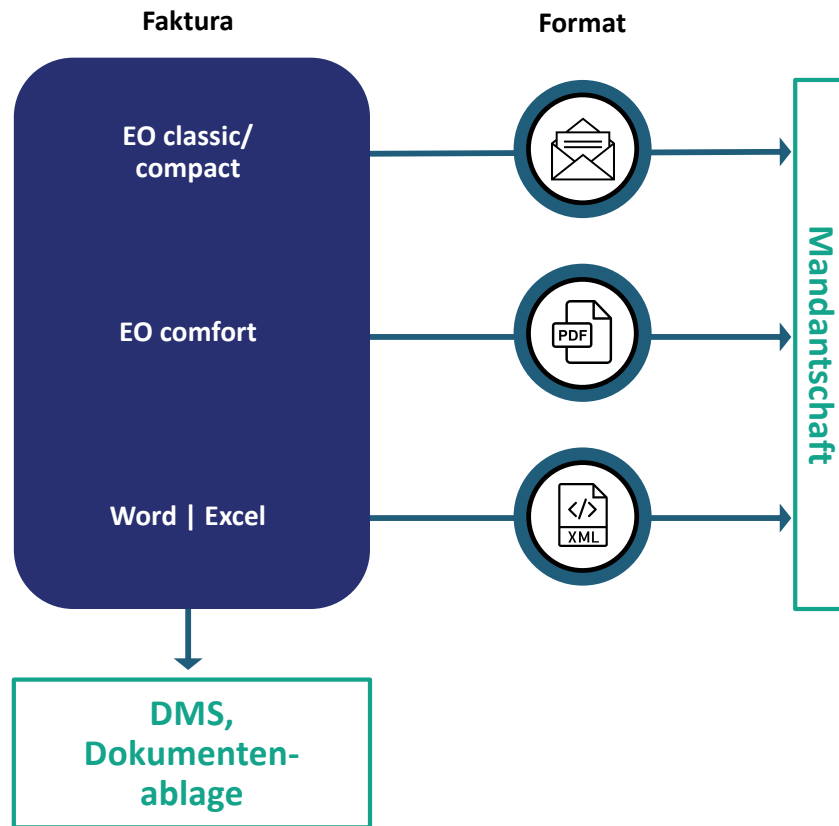 Faktura
Format
EO classic/
compact
EO comfort
PDF
Word | Excel
</>
XML
Mandantschaft
DMS,
Dokumenten-
ablage